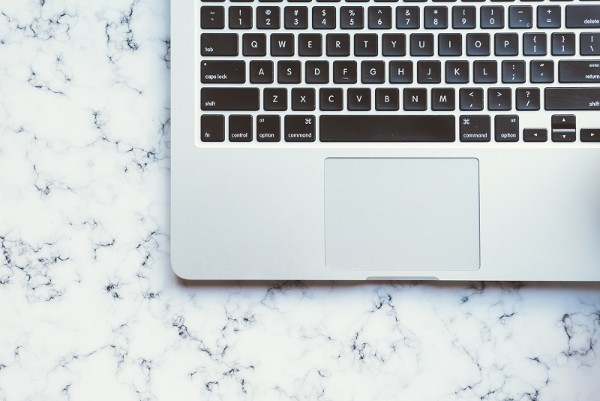 ~ ! @ # $ % ^ & * ( ) _ +
` 1 2 3 4 5 6 7 8 9 0 - = delete
tab Q W E R T Y U I O P { [ } ] | \
caps lock A S D F G H J K L : ; " '
shift Z X C V B N M < , > . ? / shift
fn control alt option ⌘ command ⌘ command alt option ◀ ▲ ▼ ▶